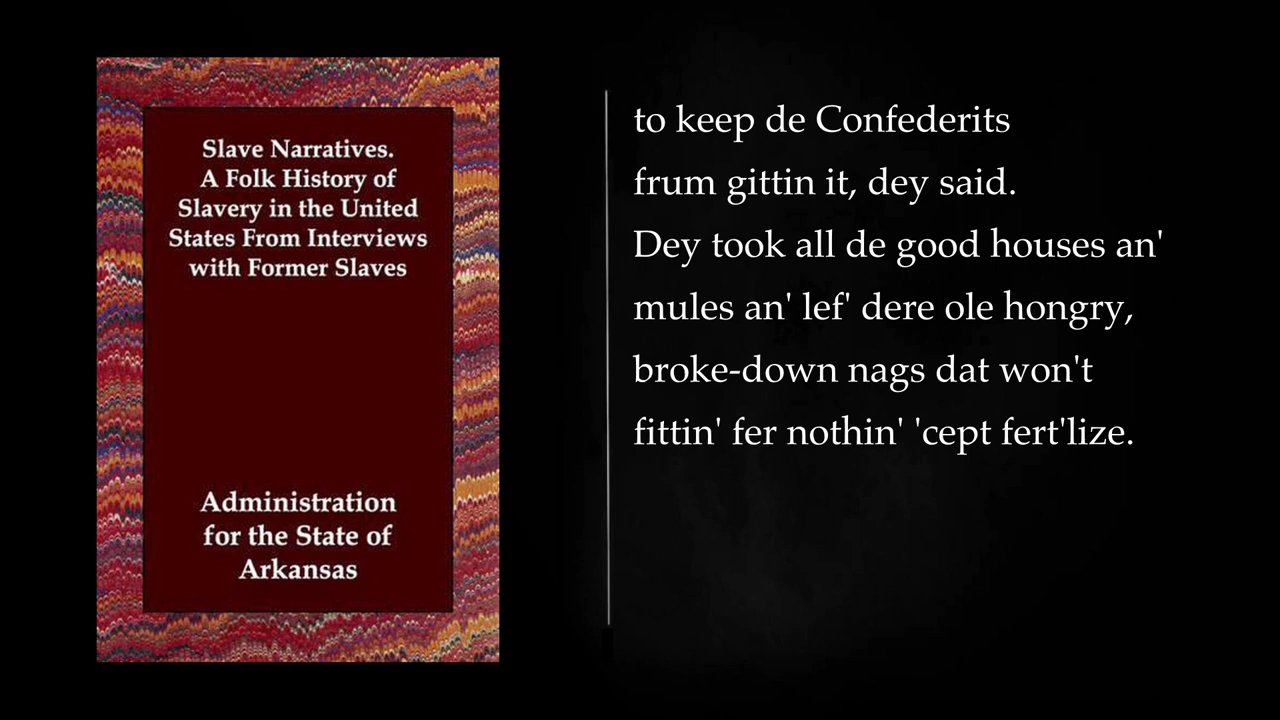 Slave Narratives.
A Folk History of
Slavery in the United
States From Interviews
with Former Slaves
Administration
for the State of
Arkansas
to keep de Confederits
frum gittin it, dey said.
Dey took all de good houses an'
mules an' lef' dere ole hongry,
broke-down nags dat won't
fittin' fer nothin' 'cept fert'lize.